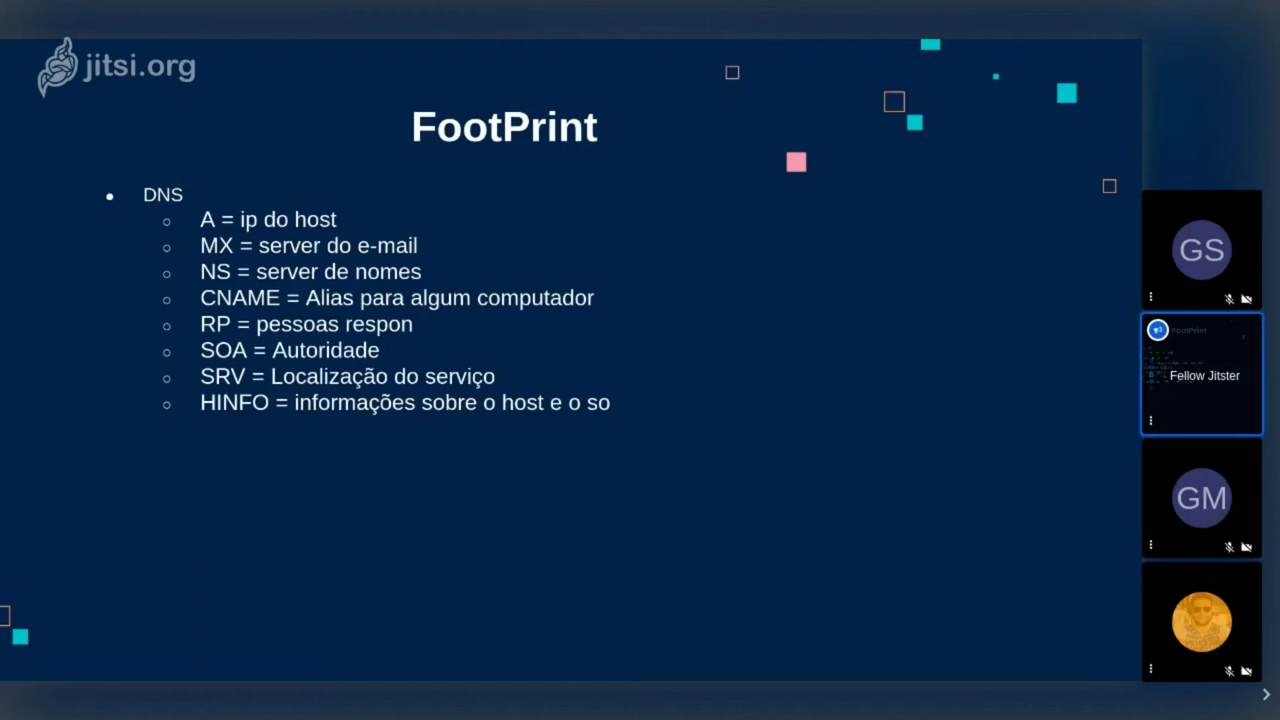 jitsi.org
FootPrint
DNS
A = ip do host
MX = server do e-mail
NS = server de nomes
CNAME = Alias para algum computador
RP = pessoas respon
SOA = Autoridade
SRV = Localização do serviço
HINFO = informações sobre o host e o so
GS
FootPrint
Fellow Jitster
GM